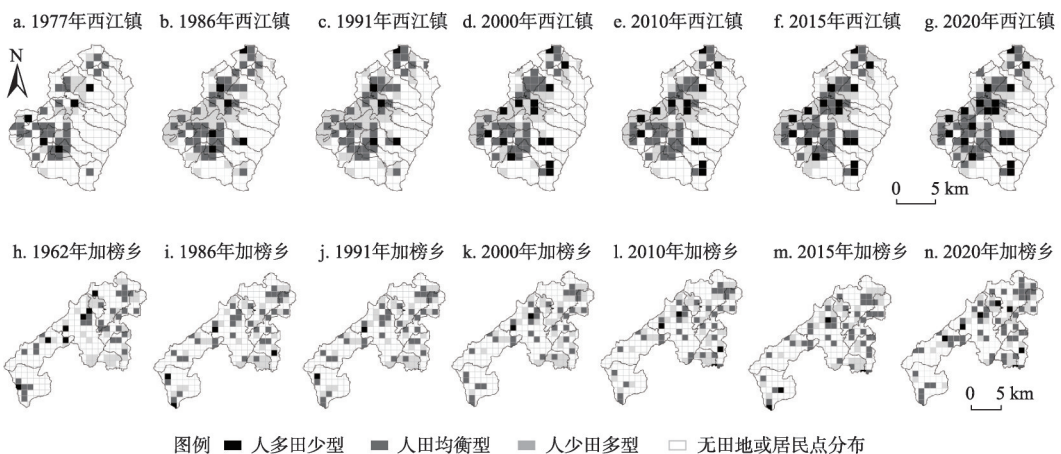 a. 1977年西江镇 b. 1986年西江镇 c. 1991年西江镇 d. 2000年西江镇 e. 2010年西江镇 f. 2015年西江镇 g. 2020年西江镇
N
0 5 km
h. 1962年加榜乡 i. 1986年加榜乡 j. 1991年加榜乡 k. 2000年加榜乡 l. 2010年加榜乡 m. 2015年加榜乡 n. 2020年加榜乡
0 5 km
图例 人多田少型 人田均衡型 人少田多型 无田地或居民点分布